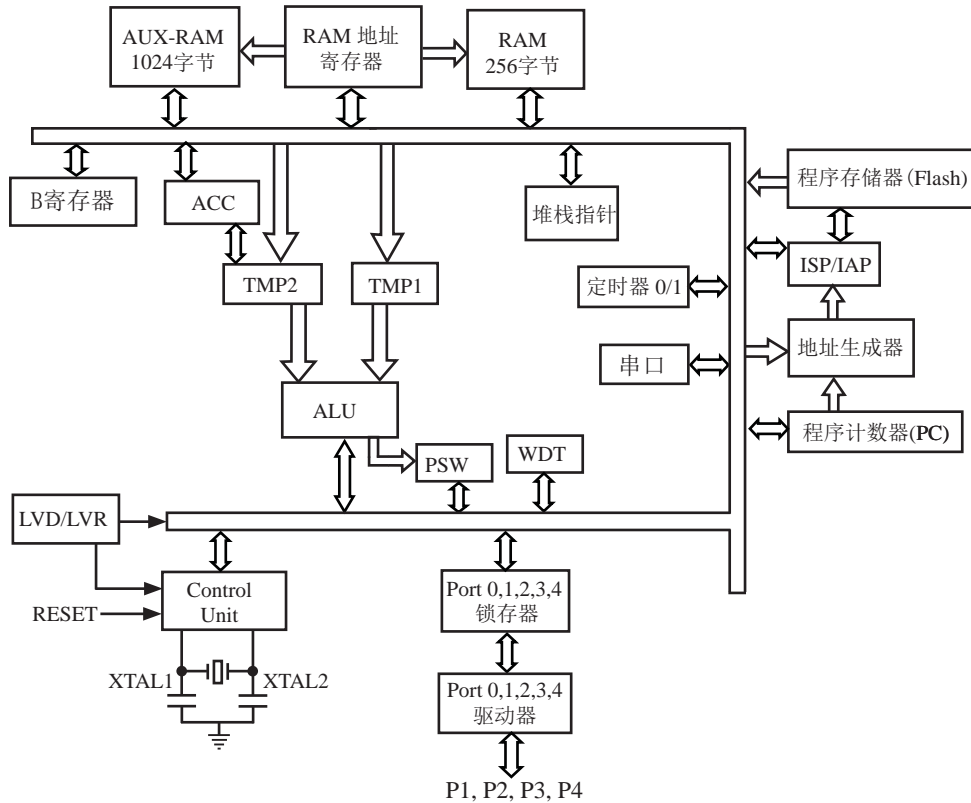 AUX-RAM
1024字节
RAM 地址
寄存器
RAM
256字节
B寄存器
ACC
堆栈指针
程序存储器(Flash)
ISP/IAP
TMP2
TMP1
定时器 0/1
地址生成器
串口
ALU
程序计数器(PC)
PSW
WDT
LVD/LVR
Control
Unit
RESET
Port 0,1,2,3,4
锁存器
XTAL1
XTAL2
Port 0,1,2,3,4
驱动器
P1, P2, P3, P4